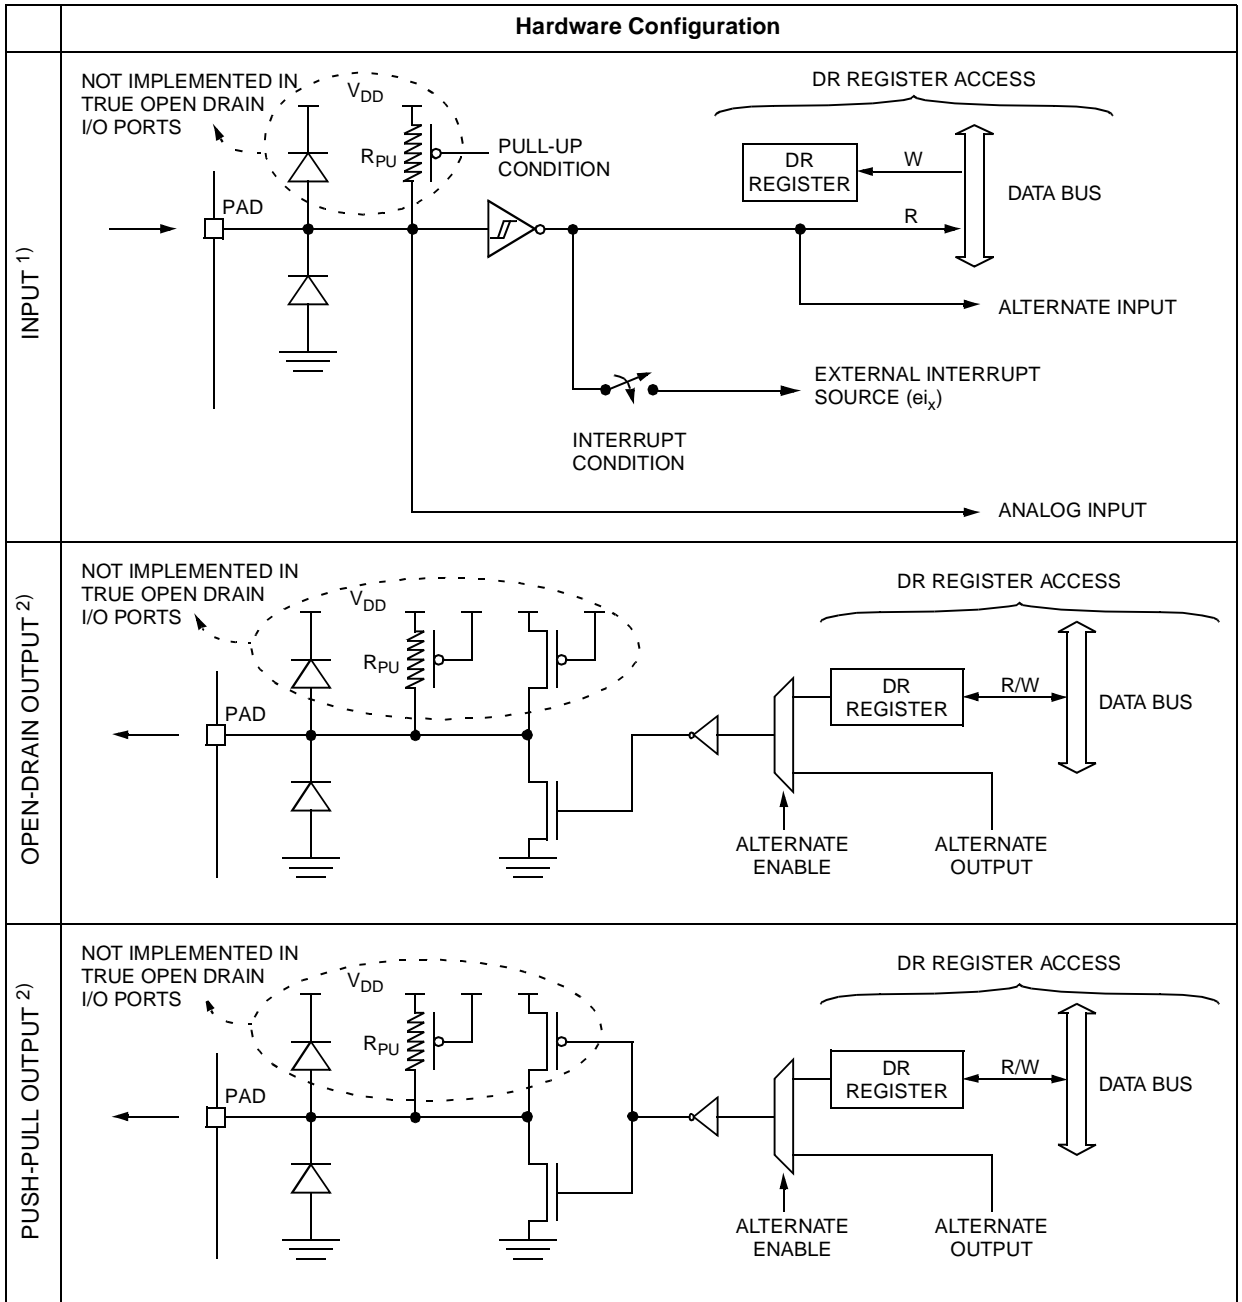 Hardware Configuration
INPUT 1)
NOT IMPLEMENTED IN
TRUE OPEN DRAIN
I/O PORTS
VDD
RPU
PULL-UP
CONDITION
PAD
DR REGISTER ACCESS
DR
REGISTER
W
R
DATA BUS
ALTERNATE INPUT
EXTERNAL INTERRUPT
SOURCE (eix)
INTERRUPT
CONDITION
ANALOG INPUT
OPEN-DRAIN OUTPUT 2)
NOT IMPLEMENTED IN
TRUE OPEN DRAIN
I/O PORTS
VDD
RPU
PAD
DR REGISTER ACCESS
DR
REGISTER
R/W
DATA BUS
ALTERNATE
ENABLE
ALTERNATE
OUTPUT
PUSH-PULL OUTPUT 2)
NOT IMPLEMENTED IN
TRUE OPEN DRAIN
I/O PORTS
VDD
RPU
PAD
DR REGISTER ACCESS
DR
REGISTER
R/W
DATA BUS
ALTERNATE
ENABLE
ALTERNATE
OUTPUT